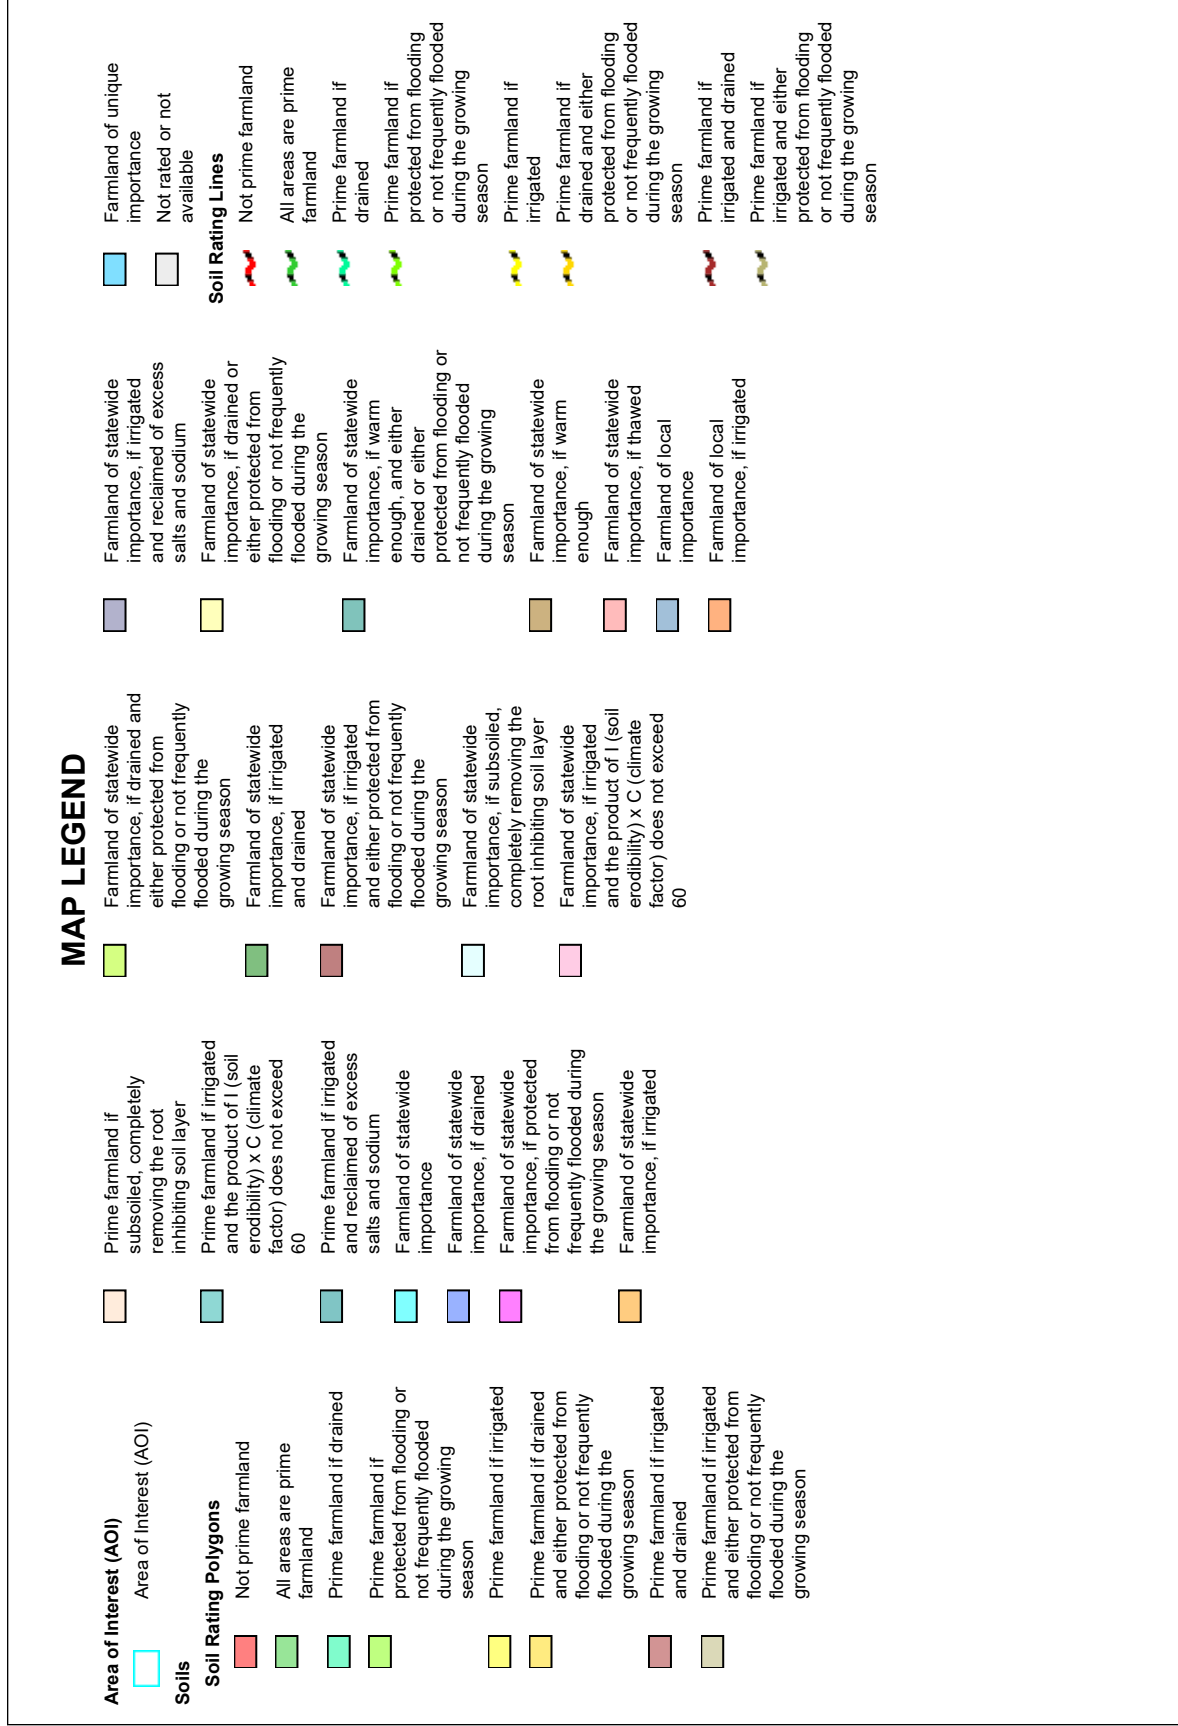 MAP LEGEND
Area of Interest (AOI)
Area of Interest (AOI)
Soils
Soil Rating Polygons
Not prime farmland
All areas are prime
farmland
Prime farmland if drained
Prime farmland if
protected from flooding or
not frequently flooded
during the growing
season
Prime farmland if irrigated
Prime farmland if drained
and either protected from
flooding or not frequently
flooded during the
growing season
Prime farmland if irrigated
and drained
Prime farmland if irrigated
and either protected from
flooding or not frequently
flooded during the
growing season
Prime farmland if
subsoiled, completely
removing the root
inhibiting soil layer
Prime farmland if irrigated
and the product of I (soil
erodibility) x C (climate
factor) does not exceed
60
Prime farmland if irrigated
and reclaimed of excess
salts and sodium
Farmland of statewide
importance
Farmland of statewide
importance, if drained
Farmland of statewide
importance, if protected
from flooding or not
frequently flooded during
the growing season
Farmland of statewide
importance, if irrigated
Farmland of statewide
importance, if drained and
either protected from
flooding or not frequently
flooded during the
growing season
Farmland of statewide
importance, if irrigated
and drained
Farmland of statewide
importance, if irrigated
and either protected from
flooding or not frequently
flooded during the
growing season
Farmland of statewide
importance, if subsoiled,
completely removing the
root inhibiting soil layer
Farmland of statewide
importance, if irrigated
and the product of I (soil
erodibility) x C (climate
factor) does not exceed
60
Farmland of statewide
importance, if irrigated
and reclaimed of excess
salts and sodium
Farmland of statewide
importance, if drained or
either protected from
flooding or not frequently
flooded during the
growing season
Farmland of statewide
importance, if warm
enough, and either
drained or either
protected from flooding or
not frequently flooded
during the growing
season
Farmland of statewide
importance, if warm
enough
Farmland of statewide
importance, if thawed
Farmland of local
importance
Farmland of local
importance, if irrigated
Farmland of unique
importance
Not rated or not
available
Soil Rating Lines
Not prime farmland
All areas are prime
farmland
Prime farmland if
drained
Prime farmland if
protected from flooding
or not frequently flooded
during the growing
season
Prime farmland if
irrigated
Prime farmland if
drained and either
protected from flooding
or not frequently flooded
during the growing
season
Prime farmland if
irrigated and drained
Prime farmland if
irrigated and either
protected from flooding
or not frequently flooded
during the growing
season